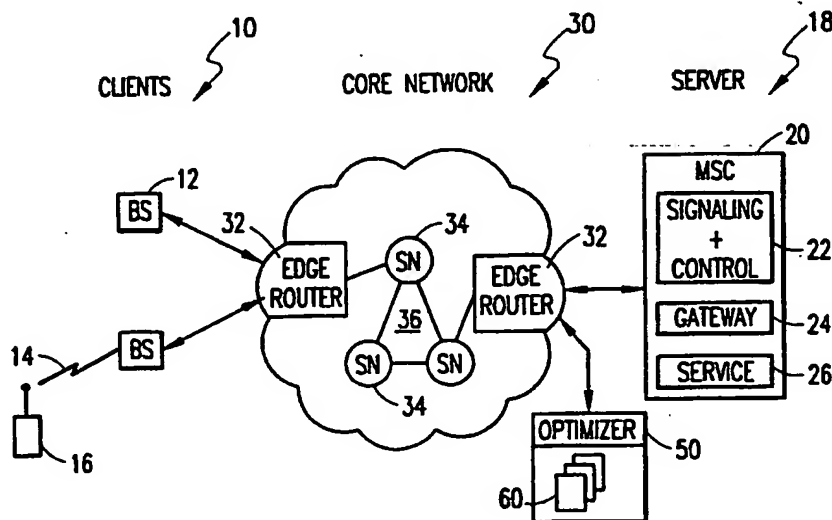 10
30
18
CLIENTS
CORE NETWORK
SERVER
20
MSC
12
BS
32
34
32
SIGNALING
+
CONTROL
22
EDGE
ROUTER
SN
EDGE
ROUTER
36
GATEWAY
24
14
BS
SN
SN
SERVICE
26
34
16
OPTIMIZER
50
60